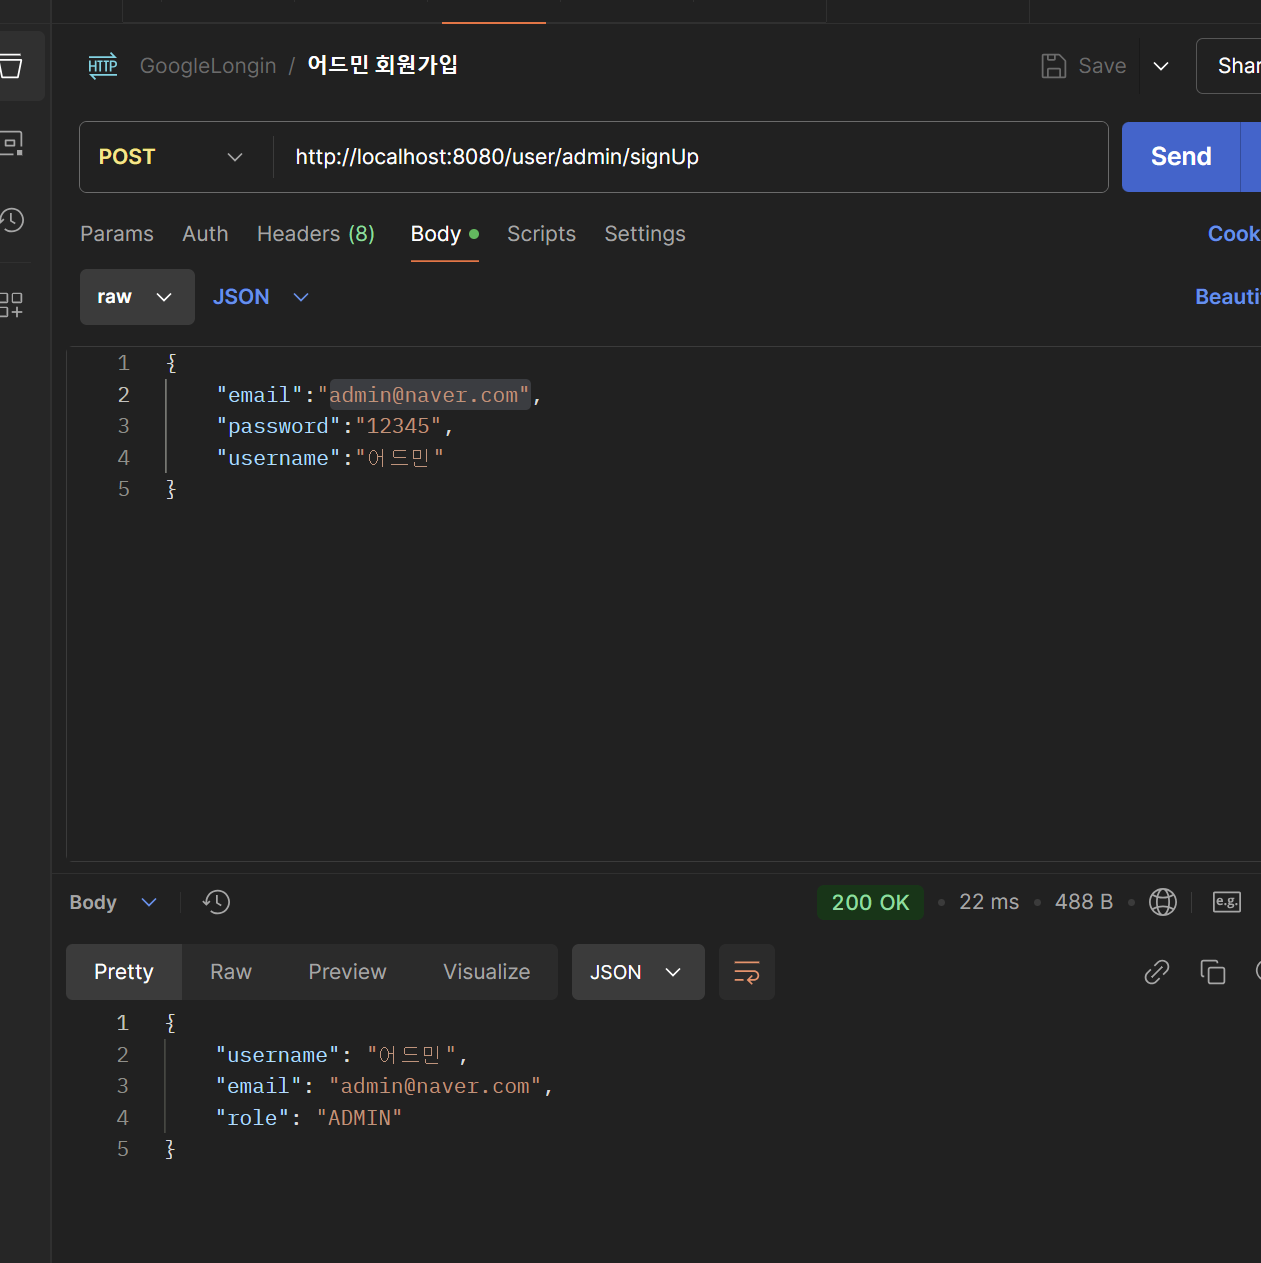 HTTP GoogleLongin / 어드민 회원가입 Save
POST http://localhost:8080/user/admin/signUp Send
Params Auth Headers (8) Body Scripts Settings
raw JSON
1 {
2 "email":"admin@naver.com",
3 "password":"12345",
4 "username":"어드민"
5 }
Body 200 OK • 22 ms • 488 B • e.g.
Pretty Raw Preview Visualize JSON
1 {
2 "username": "어드민",
3 "email": "admin@naver.com",
4 "role": "ADMIN"
5 }